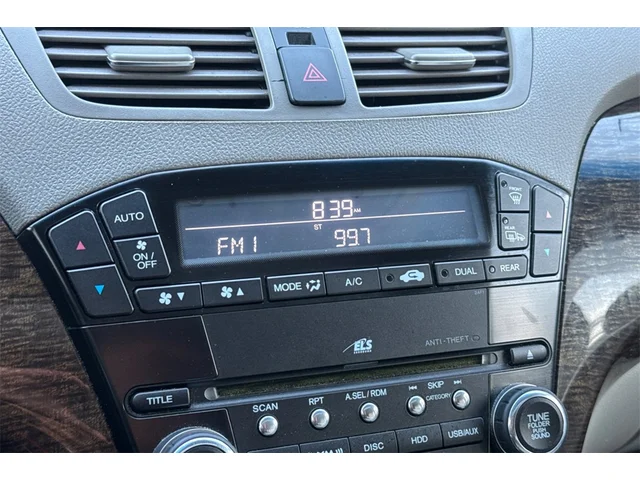 8:39 AM
ST
FM1 99.7
AUTO
ON / OFF
FRONT
REAR
MODE
A/C
DUAL
REAR
ELS
ANTI-THEFT
TITLE
SCAN
RPT
A.SEL / RDM
SKIP
CATEGORY
DISC
HDD
USB/AUX
TUNE
FOLDER
PUSH
SOUND